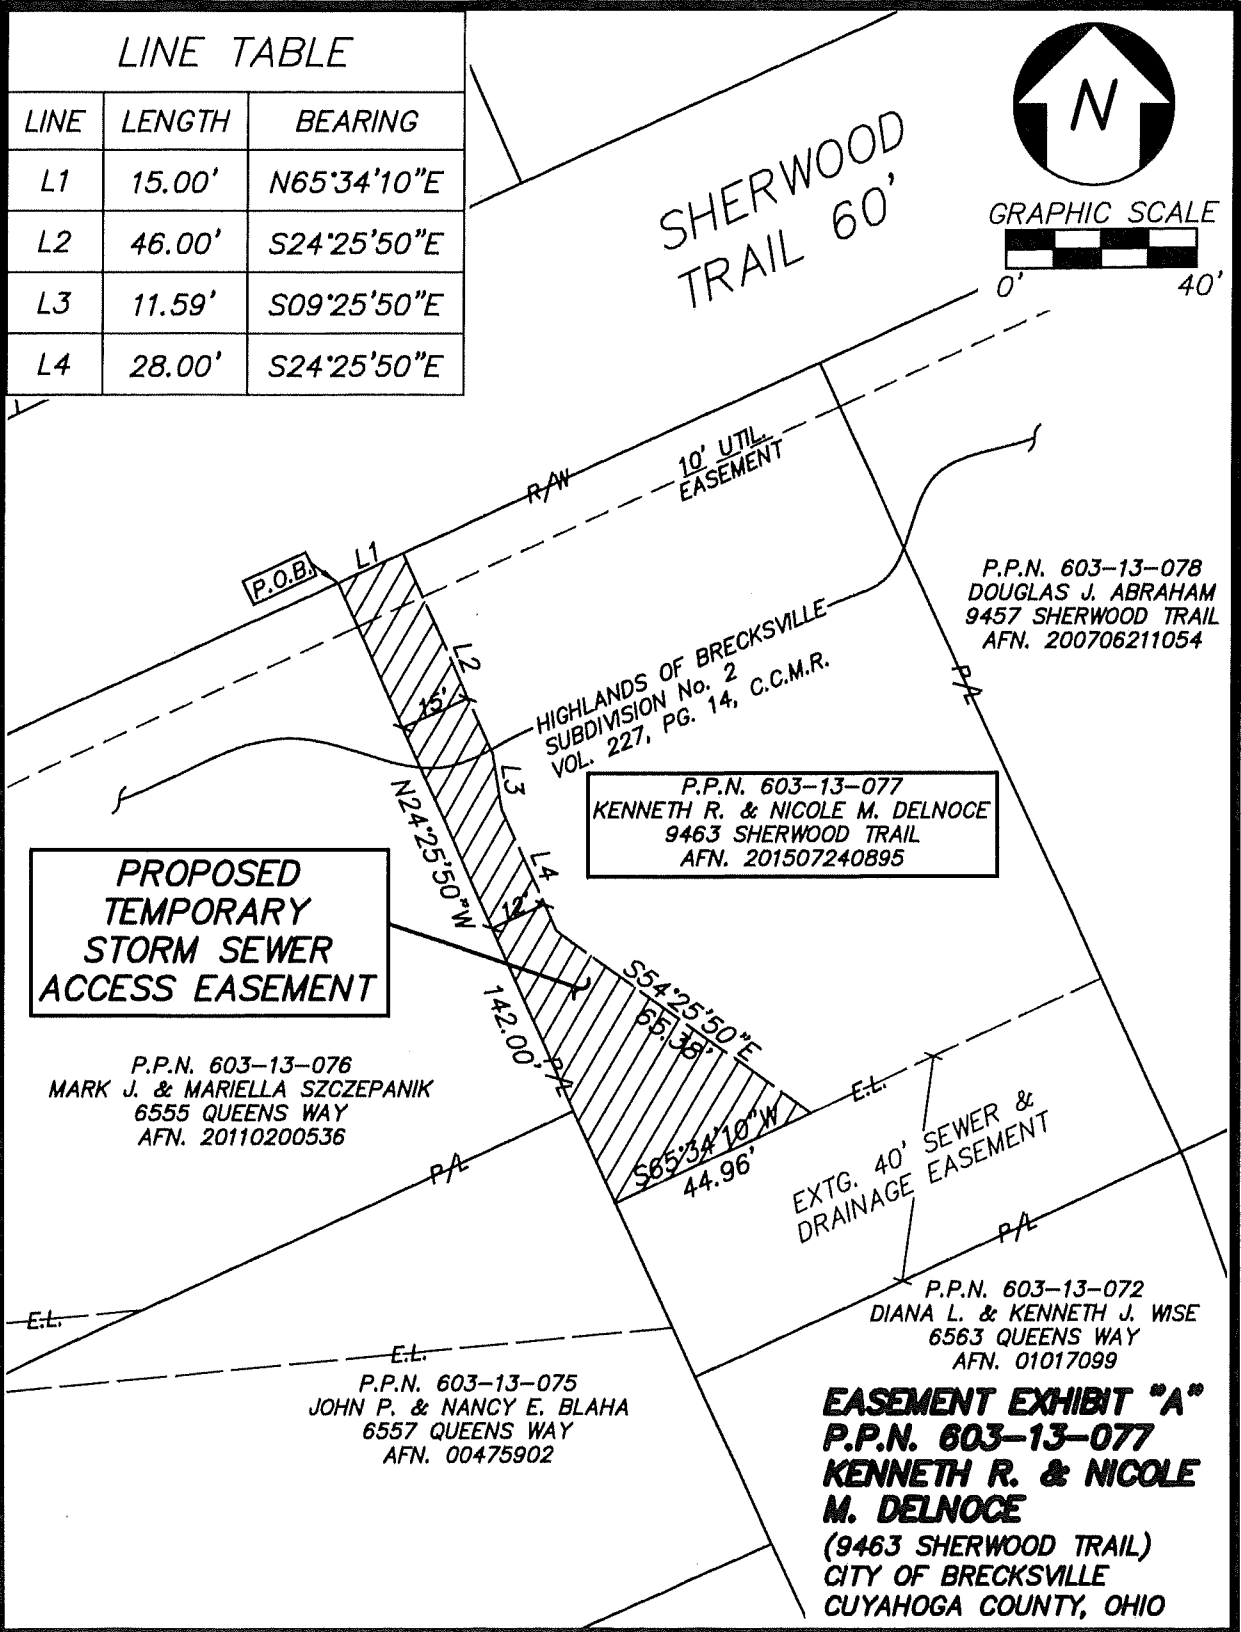 LINE TABLE
LINE LENGTH BEARING
L1 15.00' N65°34'10"E
L2 46.00' S24°25'50"E
L3 11.59' S09°25'50"E
L4 28.00' S24°25'50"E
N
GRAPHIC SCALE
0' 40'
SHERWOOD
TRAIL 60'
R/W
10' UTIL.
EASEMENT
P.O.B.
L1
L2
15'
L3
L4
12'
N24°25'50"W
142.00'
P/L
HIGHLANDS OF BRECKSVILLE
SUBDIVISION No. 2
VOL. 227, PG. 14, C.C.M.R.
P.P.N. 603-13-078
DOUGLAS J. ABRAHAM
9457 SHERWOOD TRAIL
AFN. 200706211054
P/L
P.P.N. 603-13-077
KENNETH R. & NICOLE M. DELNOCE
9463 SHERWOOD TRAIL
AFN. 201507240895
PROPOSED
TEMPORARY
STORM SEWER
ACCESS EASEMENT
S54°25'50"E
65.38'
S65°34'10"W
44.96'
E.L.
EXTG. 40' SEWER &
DRAINAGE EASEMENT
P/L
P.P.N. 603-13-076
MARK J. & MARIELLA SZCZEPANIK
6555 QUEENS WAY
AFN. 20110200536
P/L
E.L.
E.L.
P.P.N. 603-13-075
JOHN P. & NANCY E. BLAHA
6557 QUEENS WAY
AFN. 00475902
P.P.N. 603-13-072
DIANA L. & KENNETH J. WISE
6563 QUEENS WAY
AFN. 01017099
EASEMENT EXHIBIT "A"
P.P.N. 603-13-077
KENNETH R. & NICOLE
M. DELNOCE
(9463 SHERWOOD TRAIL)
CITY OF BRECKSVILLE
CUYAHOGA COUNTY, OHIO